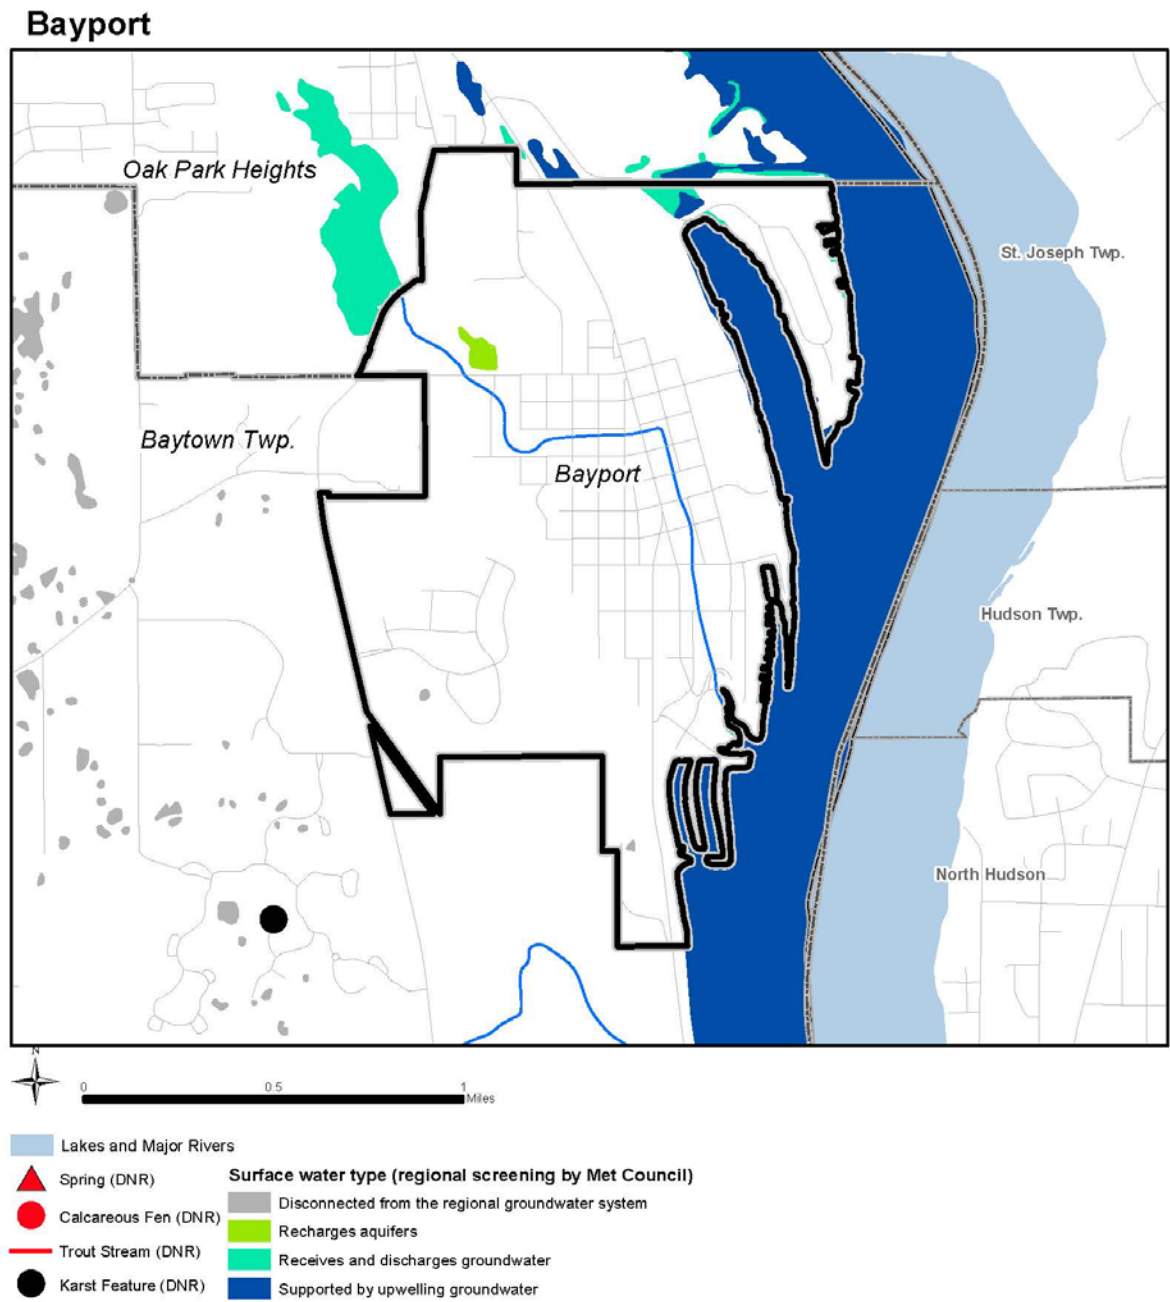 Bayport
Oak Park Heights
St. Joseph Twp.
Baytown Twp.
Bayport
Hudson Twp.
North Hudson
N
0 0.5 1
Miles
Lakes and Major Rivers
Spring (DNR)
Calcareous Fen (DNR)
Trout Stream (DNR)
Karst Feature (DNR)
Surface water type (regional screening by Met Council)
Disconnected from the regional groundwater system
Recharges aquifers
Receives and discharges groundwater
Supported by upwelling groundwater